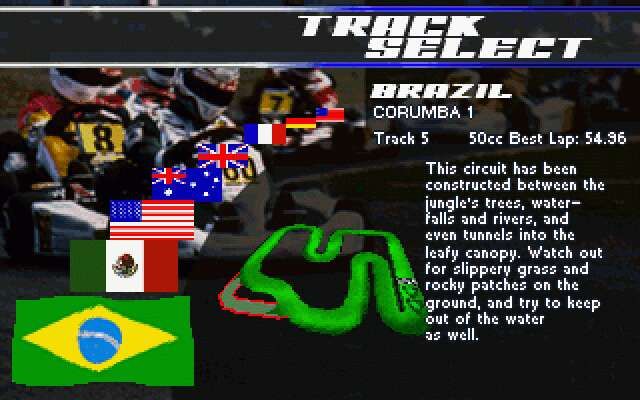 TRACK
SELECT
BRAZIL
CORUMBA 1
Track 5 50cc Best Lap: 54.96
This circuit has been
constructed between the
jungle's trees, water-
falls and rivers, and
even tunnels into the
leafy canopy. Watch out
for slippery grass and
rocky patches on the
ground, and try to keep
out of the water
as well.
7
8